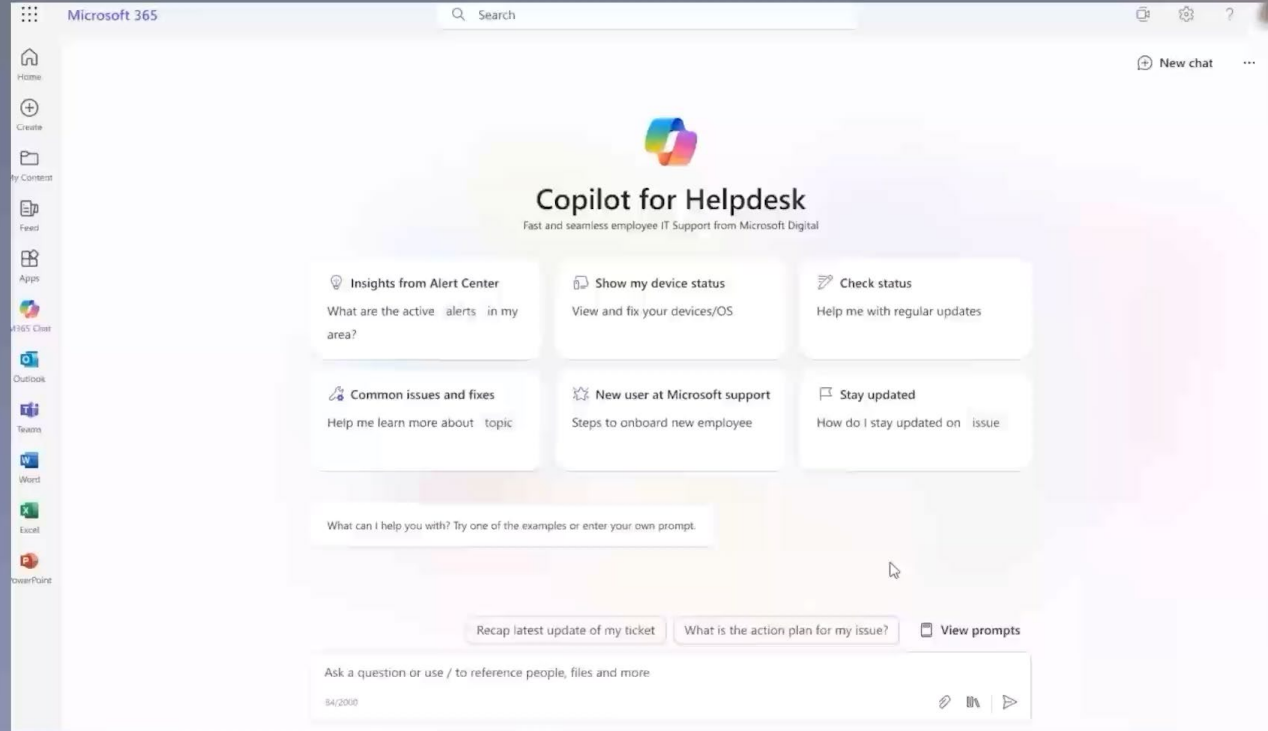 Microsoft 365
Search
?
Home
Create
My Content
Feed
Apps
M365 Chat
Outlook
Teams
Word
Excel
PowerPoint
New chat
Copilot for Helpdesk
Fast and seamless employee IT Support from Microsoft Digital
Insights from Alert Center
What are the active alerts in my
area?
Show my device status
View and fix your devices/OS
Check status
Help me with regular updates
Common issues and fixes
Help me learn more about topic
New user at Microsoft support
Steps to onboard new employee
Stay updated
How do I stay updated on issue
What can I help you with? Try one of the examples or enter your own prompt.
Recap latest update of my ticket
What is the action plan for my issue?
View prompts
Ask a question or use / to reference people, files and more
84/2000